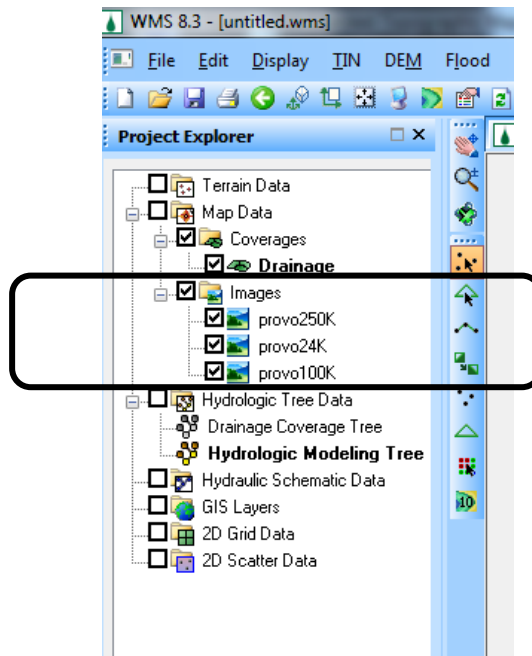 WMS 8.3 - [untitled.wms]
File Edit Display TIN DEM Flood
Project Explorer
Terrain Data
Map Data
Coverages
Drainage
Images
provo250K
provo24K
provo100K
Hydrologic Tree Data
Drainage Coverage Tree
Hydrologic Modeling Tree
Hydraulic Schematic Data
GIS Layers
2D Grid Data
2D Scatter Data
10